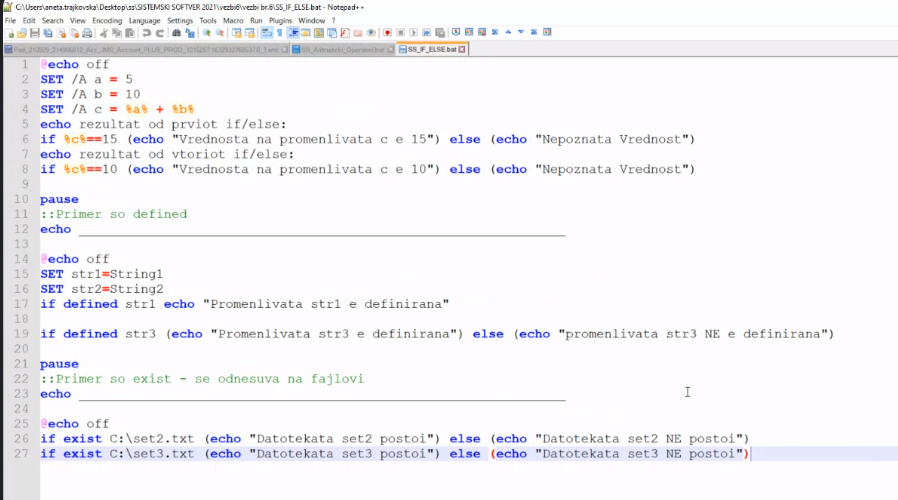 C:\Users\aneta.trajkovska\Desktop\ss\SISTEMSKI SOFTVER 2021\vezbi6\vezbi br.6\SS_IF_ELSE.bat - Notepad++
File Edit Search View Encoding Language Settings Tools Macro Run Plugins Window ?
SS_Aritmeticki_Operatori.bat SS_IF_ELSE.bat
1 @echo off
2 SET /A a = 5
3 SET /A b = 10
4 SET /A c = %a% + %b%
5 echo rezultat od prviot if/else:
6 if %c%==15 (echo "Vrednosta na promenlivata c e 15") else (echo "Nepoznata Vrednost")
7 echo rezultat od vtoriot if/else:
8 if %c%==10 (echo "Vrednosta na promenlivata c e 10") else (echo "Nepoznata Vrednost")
9
10 pause
11 ::Primer so defined
12 echo ______________________________________________________________
13
14 @echo off
15 SET str1=String1
16 SET str2=String2
17 if defined str1 echo "Promenlivata str1 e definirana"
18
19 if defined str3 (echo "Promenlivata str3 e definirana") else (echo "promenlivata str3 NE e definirana")
20
21 pause
22 ::Primer so exist - se odnesuva na fajlovi
23 echo ______________________________________________________________
24
25 @echo off
26 if exist C:\set2.txt (echo "Datotekata set2 postoi") else (echo "Datotekata set2 NE postoi")
27 if exist C:\set3.txt (echo "Datotekata set3 postoi") else (echo "Datotekata set3 NE postoi")